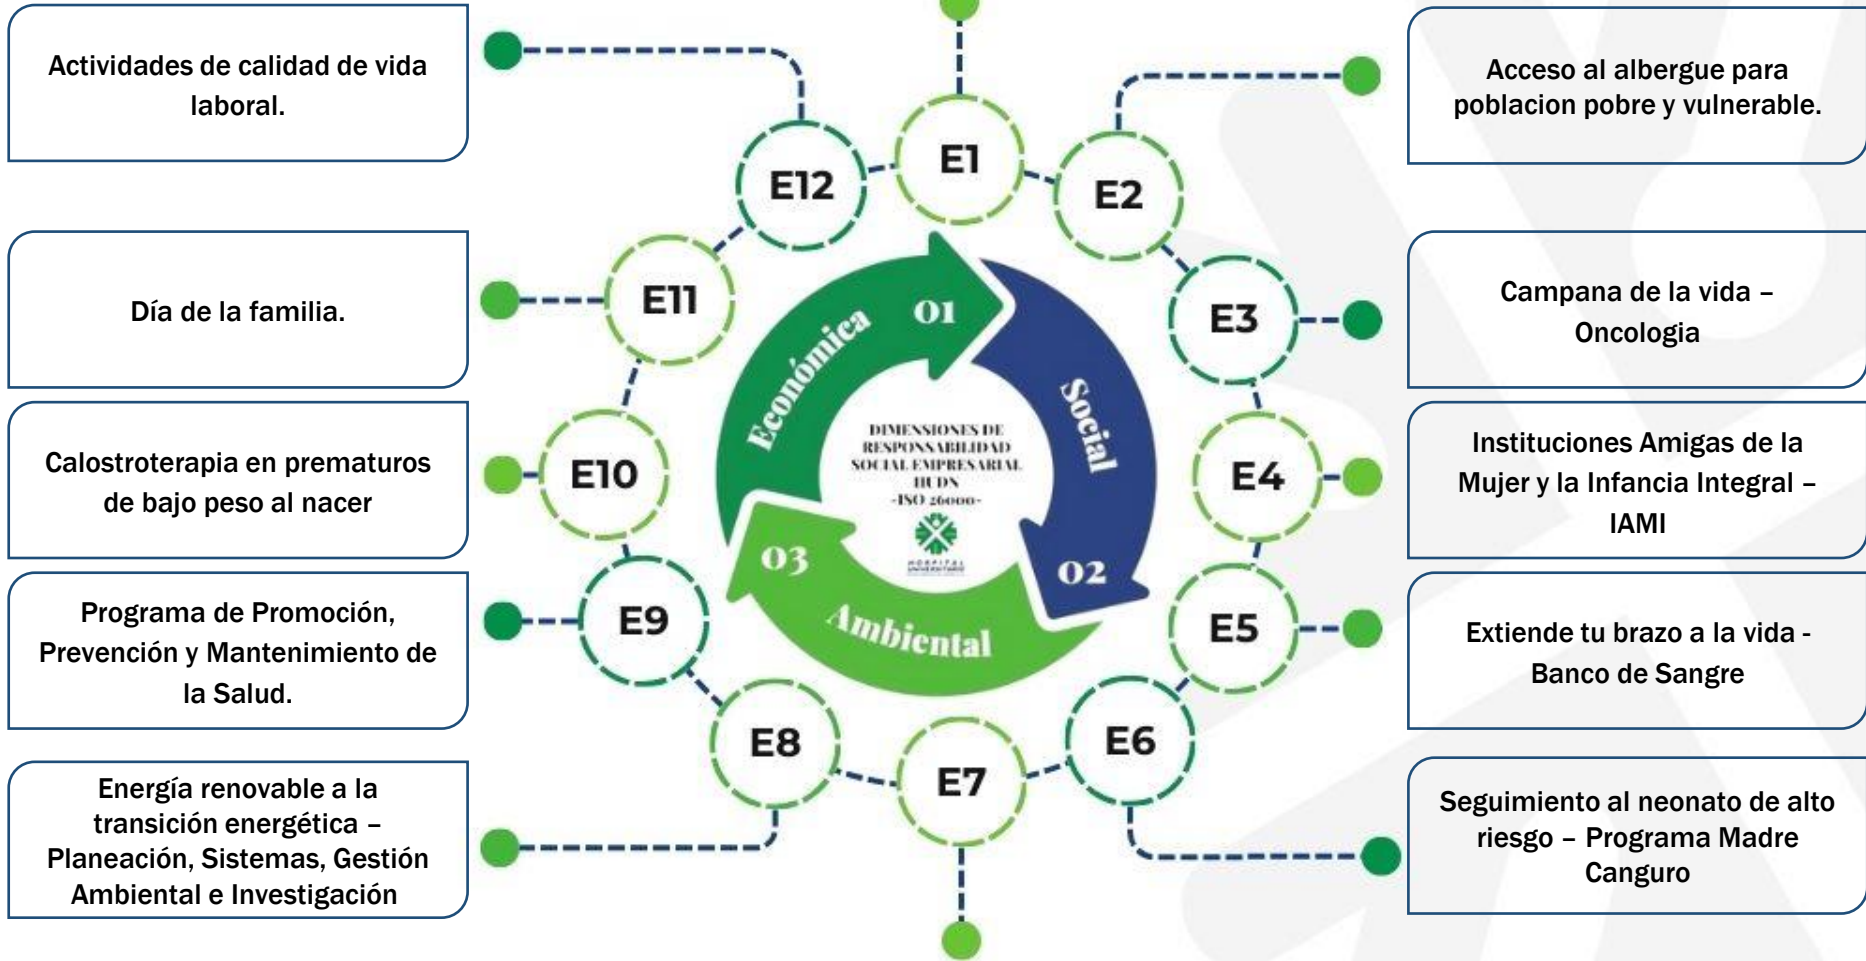 Actividades de calidad de vida
laboral.
Día de la familia.
Calostroterapia en prematuros
de bajo peso al nacer
Programa de Promoción,
Prevención y Mantenimiento de
la Salud.
Energía renovable a la
transición energética –
Planeación, Sistemas, Gestión
Ambiental e Investigación
E1
E2
E3
E4
E5
E6
E7
E8
E9
E10
E11
E12
01
Económica
Social
02
03
Ambiental
DIMENSIONES DE
RESPONSABILIDAD
SOCIAL EMPRESARIAL
HUDN
-ISO 26000-
HOSPITAL
UNIVERSITARIO
Acceso al albergue para
poblacion pobre y vulnerable.
Campana de la vida –
Oncologia
Instituciones Amigas de la
Mujer y la Infancia Integral –
IAMI
Extiende tu brazo a la vida -
Banco de Sangre
Seguimiento al neonato de alto
riesgo – Programa Madre
Canguro